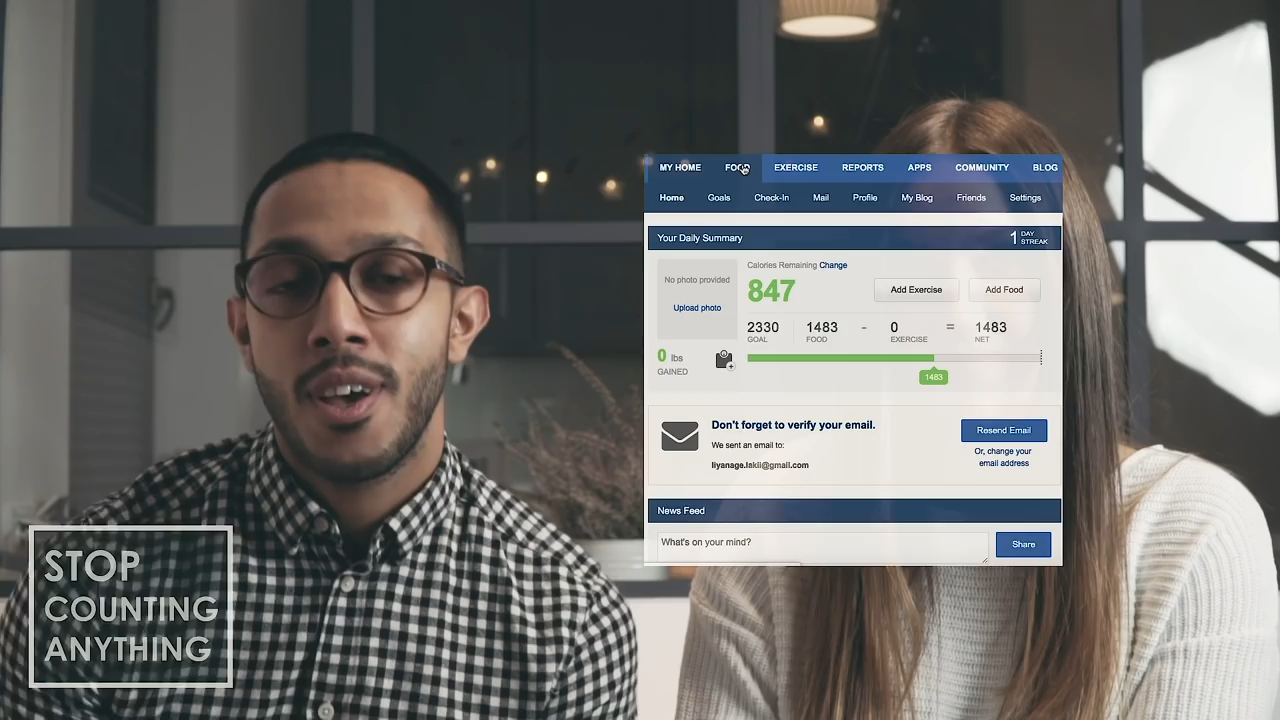 MY HOME FOOD EXERCISE REPORTS APPS COMMUNITY BLOG
Home Goals Check-In Mail Profile My Blog Friends Settings
Your Daily Summary
1 DAY STREAK
No photo provided
Upload photo
Calories Remaining Change
847
Add Exercise Add Food
2330 1483 - 0 = 1483
GOAL FOOD EXERCISE NET
0 lbs
GAINED
1483
Don't forget to verify your email.
We sent an email to:
liyanage.lakii@gmail.com
Resend Email
Or, change your
email address
News Feed
What's on your mind?
Share
STOP
COUNTING
ANYTHING